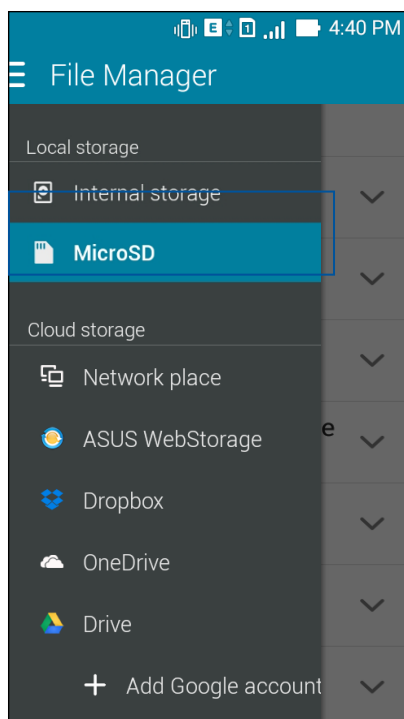 E 1 4:40 PM
File Manager
Local storage
Internal storage
MicroSD
Cloud storage
Network place
ASUS WebStorage
e
Dropbox
OneDrive
Drive
+ Add Google account